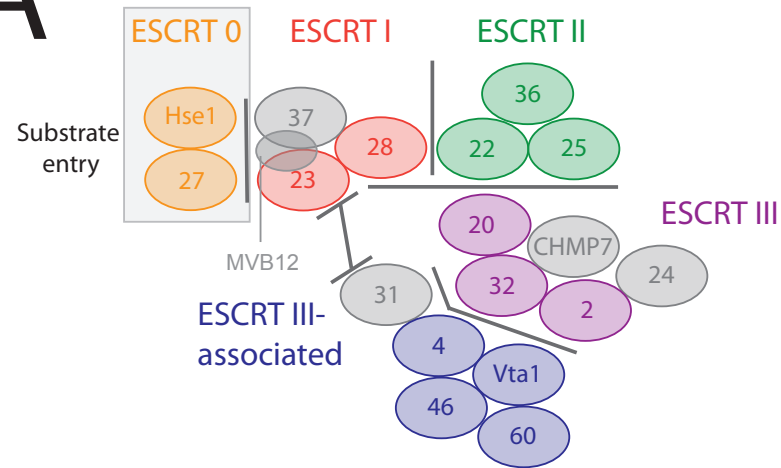 A
ESCRT 0
ESCRT I
ESCRT II
Substrate
entry
Hse1
27
37
28
23
MVB12
36
22
25
ESCRT III
20
CHMP7
24
32
2
31
ESCRT III-
associated
4
Vta1
46
60